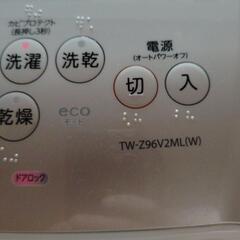 カビプロテクト
(長押し3秒)
洗濯
洗乾
電源
(オートパワーオフ)
切
入
乾燥
eco
モード
TW-Z96V2ML(W)
ドアロック